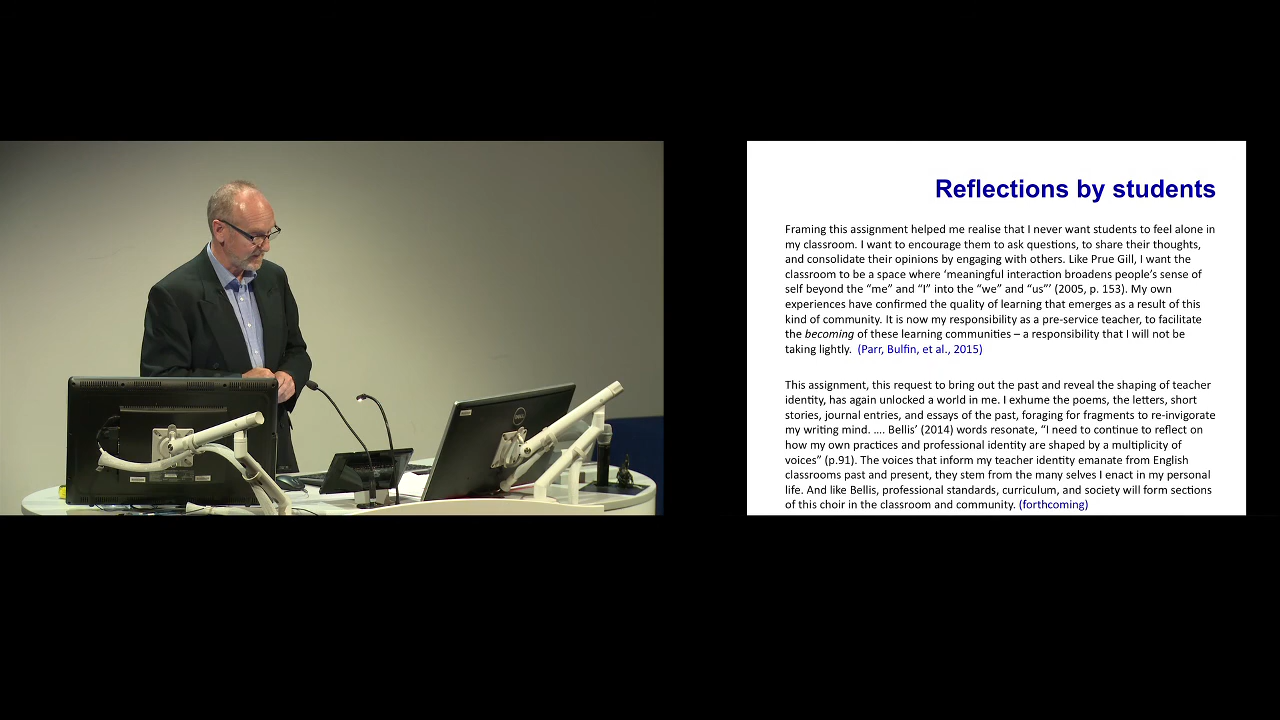 Reflections by students
Framing this assignment helped me realise that I never want students to feel alone in
my classroom. I want to encourage them to ask questions, to share their thoughts,
and consolidate their opinions by engaging with others. Like Prue Gill, I want the
classroom to be a space where ‘meaningful interaction broadens people’s sense of
self beyond the “me” and “I” into the “we” and “us”’ (2005, p. 153). My own
experiences have confirmed the quality of learning that emerges as a result of this
kind of community. It is now my responsibility as a pre-service teacher, to facilitate
the becoming of these learning communities – a responsibility that I will not be
taking lightly. (Parr, Bulfin, et al., 2015)
This assignment, this request to bring out the past and reveal the shaping of teacher
identity, has again unlocked a world in me. I exhume the poems, the letters, short
stories, journal entries, and essays of the past, foraging for fragments to re-invigorate
my writing mind. .... Bellis’ (2014) words resonate, “I need to continue to reflect on
how my own practices and professional identity are shaped by a multiplicity of
voices” (p.91). The voices that inform my teacher identity emanate from English
classrooms past and present, they stem from the many selves I enact in my personal
life. And like Bellis, professional standards, curriculum, and society will form sections
of this choir in the classroom and community. (forthcoming)
DELL